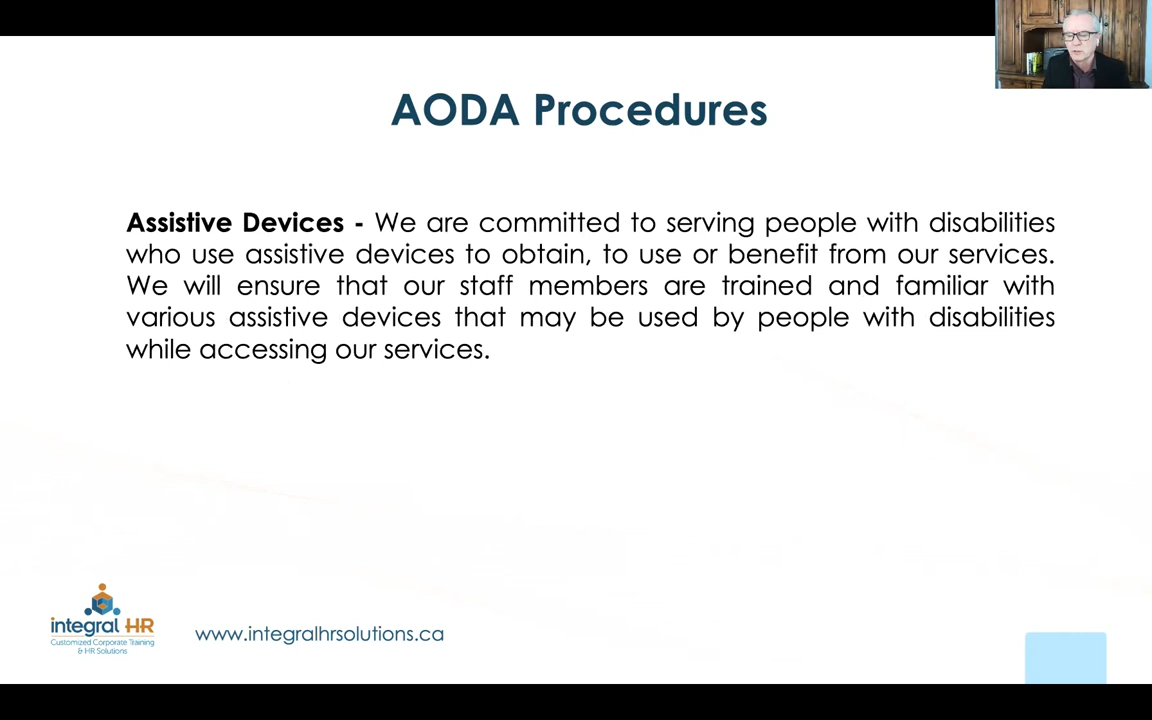 AODA Procedures
Assistive Devices - We are committed to serving people with disabilities
who use assistive devices to obtain, to use or benefit from our services.
We will ensure that our staff members are trained and familiar with
various assistive devices that may be used by people with disabilities
while accessing our services.
integral HR
Customized Corporate Training
& HR Solutions
www.integralhrsolutions.ca